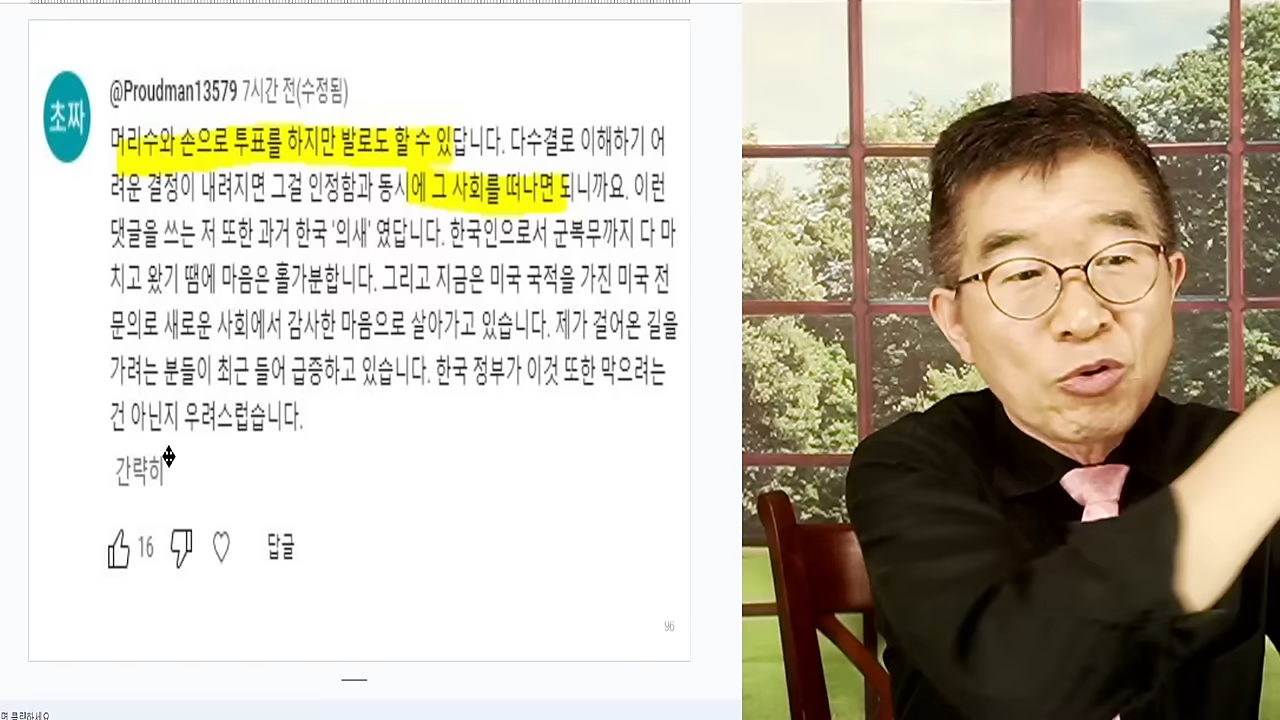 초짜
@Proudman13579 7시간 전(수정됨)
머리수와 손으로 투표를 하지만 발로도 할 수 있답니다. 다수결로 이해하기 어
려운 결정이 내려지면 그걸 인정함과 동시에 그 사회를 떠나면 되니까요. 이런
댓글을 쓰는 저 또한 과거 한국 '의새' 였답니다. 한국인으로서 군복무까지 다 마
치고 왔기 땜에 마음은 홀가분합니다. 그리고 지금은 미국 국적을 가진 미국 전
문의로 새로운 사회에서 감사한 마음으로 살아가고 있습니다. 제가 걸어온 길을
가려는 분들이 최근 들어 급증하고 있습니다. 한국 정부가 이것 또한 막으려는
건 아닌지 우려스럽습니다.
간략히
16 답글
96